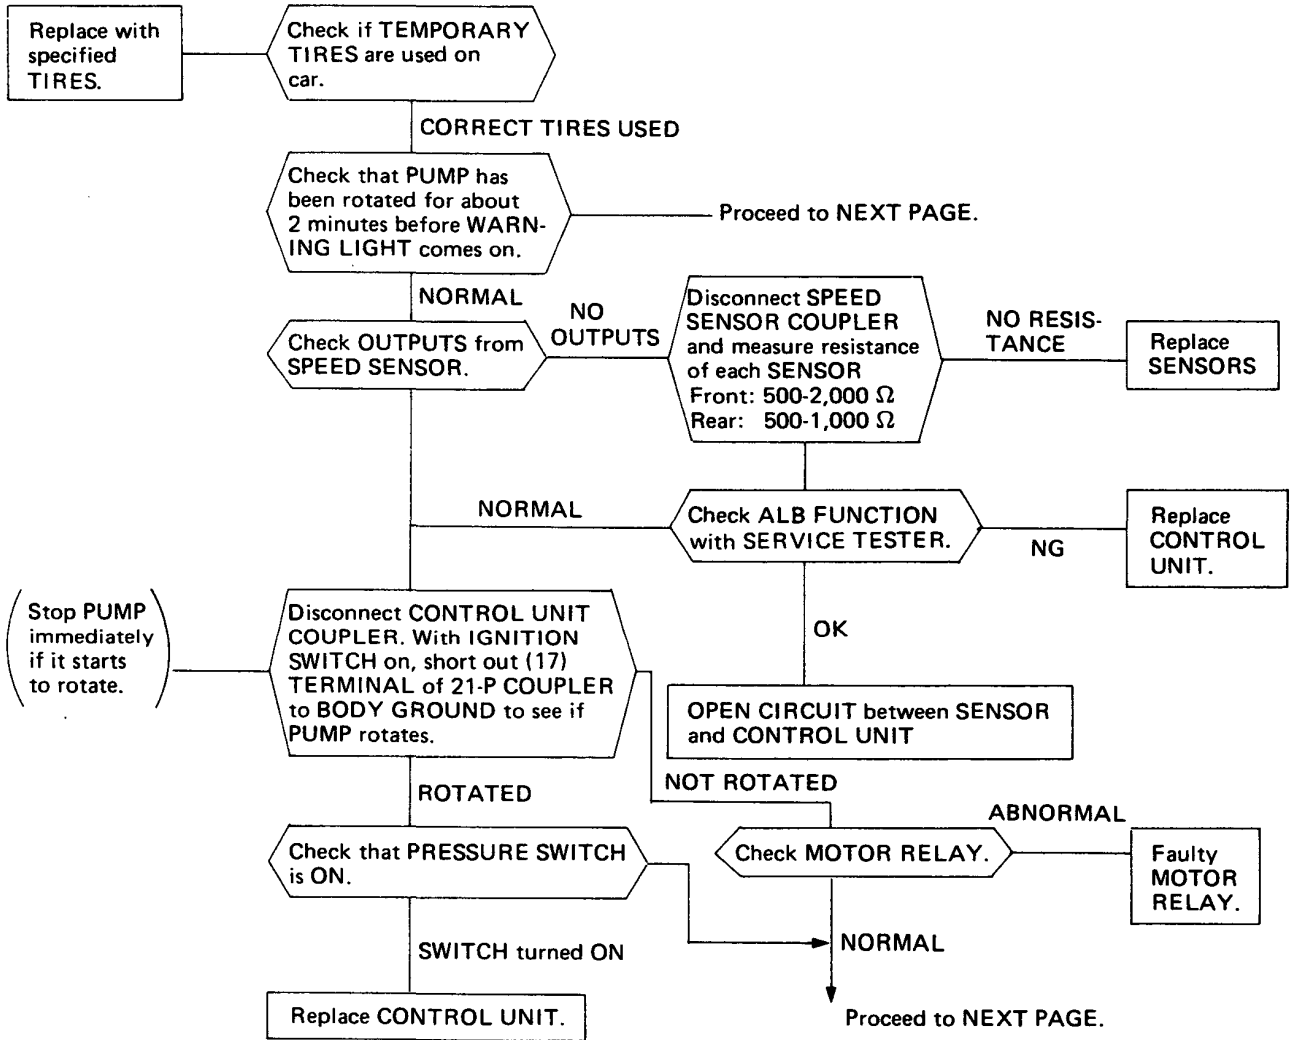 Replace with
specified
TIRES.
Check if TEMPORARY
TIRES are used on
car.
CORRECT TIRES USED
Check that PUMP has
been rotated for about
2 minutes before WARN-
ING LIGHT comes on.
Proceed to NEXT PAGE.
NORMAL
Check OUTPUTS from
SPEED SENSOR.
NO
OUTPUTS
Disconnect SPEED
SENSOR COUPLER
and measure resistance
of each SENSOR
Front: 500-2,000 Ω
Rear: 500-1,000 Ω
NO RESIS-
TANCE
Replace
SENSORS
NORMAL
Check ALB FUNCTION
with SERVICE TESTER.
NG
Replace
CONTROL
UNIT.
OK
OPEN CIRCUIT between SENSOR
and CONTROL UNIT
Stop PUMP
immediately
if it starts
to rotate.
Disconnect CONTROL UNIT
COUPLER. With IGNITION
SWITCH on, short out (17)
TERMINAL of 21-P COUPLER
to BODY GROUND to see if
PUMP rotates.
NOT ROTATED
ROTATED
Check that PRESSURE SWITCH
is ON.
Check MOTOR RELAY.
ABNORMAL
Faulty
MOTOR
RELAY.
NORMAL
SWITCH turned ON
Replace CONTROL UNIT.
Proceed to NEXT PAGE.